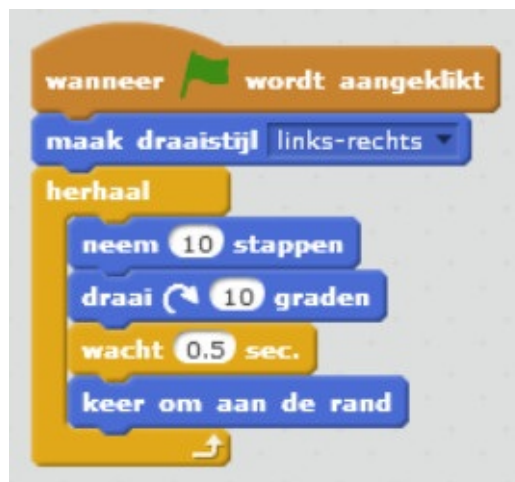 wanneer wordt aangeklikt
maak draaistijl links-rechts
herhaal
neem 10 stappen
draai 10 graden
wacht 0.5 sec.
keer om aan de rand